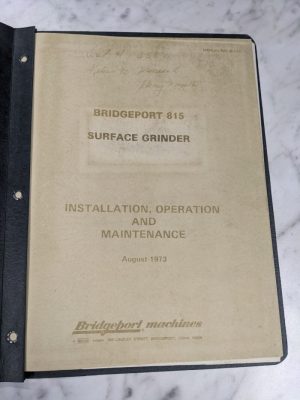 BRIDGEPORT 815
SURFACE GRINDER
INSTALLATION, OPERATION
AND
MAINTENANCE
August 1973
Bridgeport machines